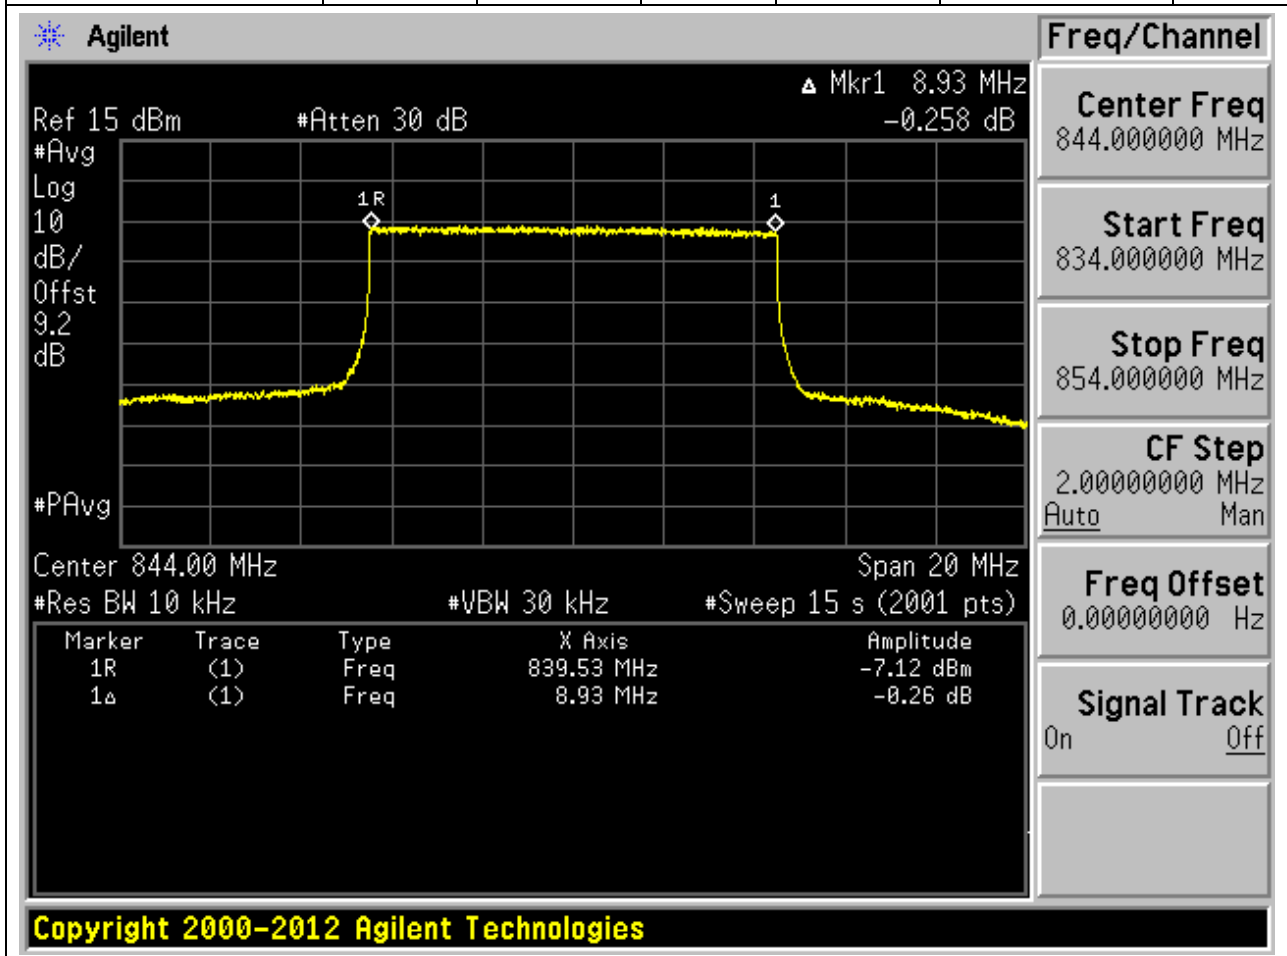 Agilent
Freq/Channel
Δ Mkr1 8.93 MHz
Ref 15 dBm #Atten 30 dB -0.258 dB
#Avg
Log
10
dB/
Offst
9.2
dB
#PAvg
1R
1
Center 844.00 MHz Span 20 MHz
#Res BW 10 kHz #VBW 30 kHz #Sweep 15 s (2001 pts)
Marker Trace Type X Axis Amplitude
1R (1) Freq 839.53 MHz -7.12 dBm
1Δ (1) Freq 8.93 MHz -0.26 dB
Center Freq
844.000000 MHz
Start Freq
834.000000 MHz
Stop Freq
854.000000 MHz
CF Step
2.00000000 MHz
Auto Man
Freq Offset
0.00000000 Hz
Signal Track
On Off
Copyright 2000-2012 Agilent Technologies